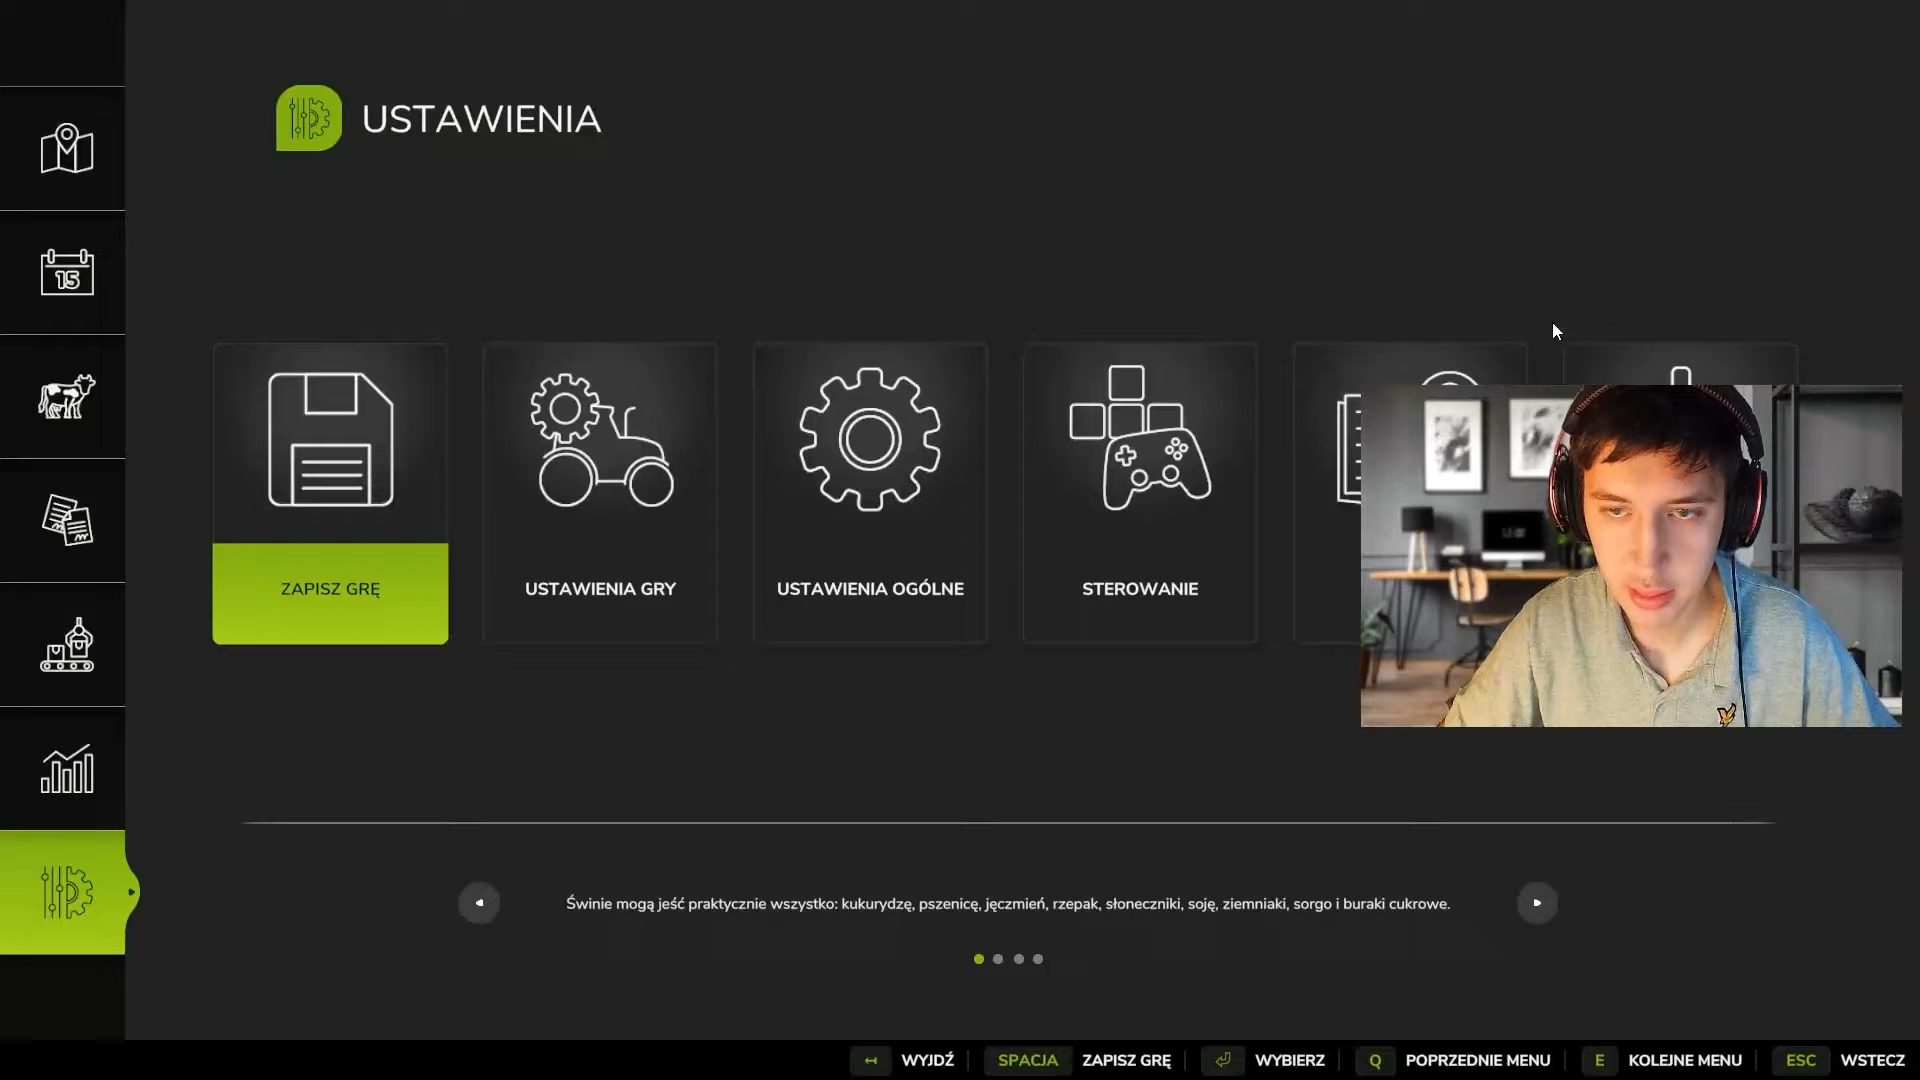 USTAWIENIA
15
ZAPISZ GRĘ
USTAWIENIA GRY
USTAWIENIA OGÓLNE
STEROWANIE
Świnie mogą jeść praktycznie wszystko: kukurydzę, pszenicę, jęczmień, rzepak, słoneczniki, soję, ziemniaki, sorgo i buraki cukrowe.
WYJDŹ SPACJA ZAPISZ GRĘ WYBIERZ Q POPRZEDNIE MENU E KOLEJNE MENU ESC WSTECZ